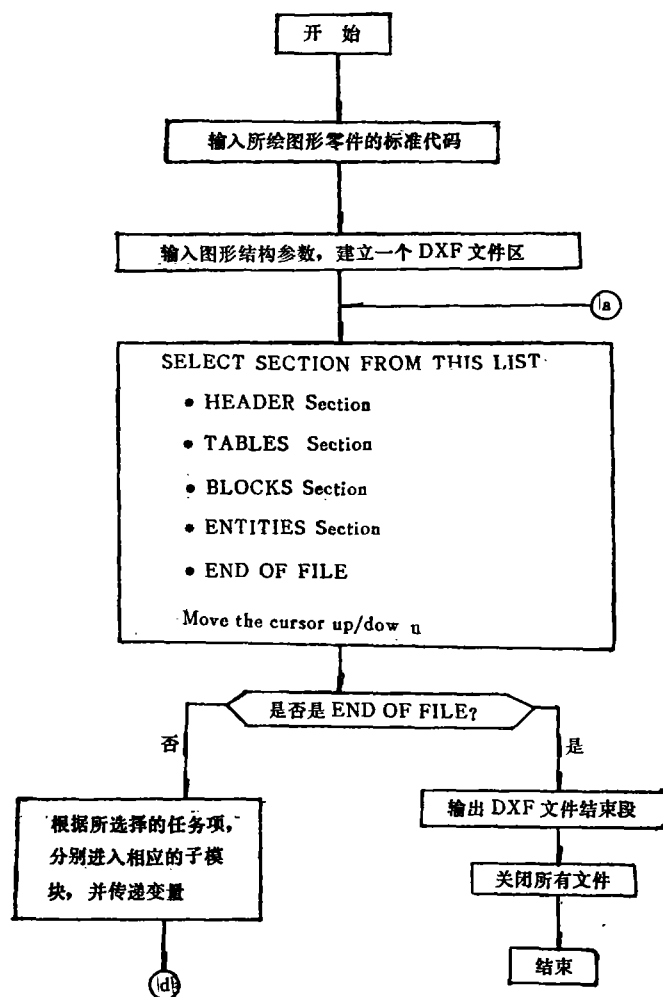 开 始
输入所绘图形零件的标准代码
输入图形结构参数，建立一个 DXF 文件区
a
SELECT SECTION FROM THIS LIST
• HEADER Section
• TABLES Section
• BLOCKS Section
• ENTITIES Section
• END OF FILE
Move the cursor up/dow n
是否是 END OF FILE?
否
是
根据所选择的任务项，
分别进入相应的子模
块，并传递变量
输出 DXF 文件结束段
关闭所有文件
结束
d